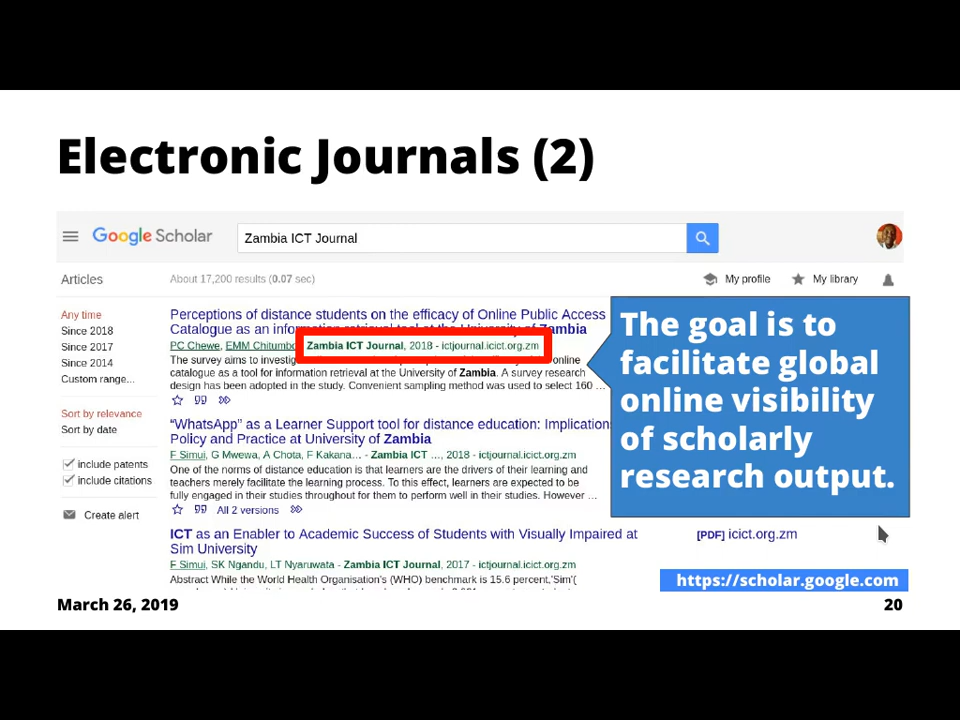 Electronic Journals (2)
Google Scholar
Zambia ICT Journal
Articles
About 17,200 results (0.07 sec)
My profile
My library
Any time
Since 2018
Since 2017
Since 2014
Custom range...
Sort by relevance
Sort by date
include patents
include citations
Create alert
Perceptions of distance students on the efficacy of Online Public Access
Catalogue as an information retrieval tool at the University of Zambia
PC Chewe, EMM Chitumbo
Zambia ICT Journal, 2018 - ictjournal.icict.org.zm
The survey aims to investig online
catalogue as a tool for information retrieval at the University of Zambia. A survey research
design has been adopted in the study. Convenient sampling method was used to select 160 ...
“WhatsApp” as a Learner Support tool for distance education: Implications
Policy and Practice at University of Zambia
F Simui, G Mwewa, A Chota, F Kakana... - Zambia ICT ..., 2018 - ictjournal.icict.org.zm
One of the norms of distance education is that learners are the drivers of their learning and
teachers merely facilitate the learning process. To this effect, learners are expected to be
fully engaged in their studies throughout for them to perform well in their studies. However ...
All 2 versions
ICT as an Enabler to Academic Success of Students with Visually Impaired at
Sim University
F Simui, SK Ngandu, LT Nyaruwata - Zambia ICT Journal, 2017 - ictjournal.icict.org.zm
Abstract While the World Health Organisation's (WHO) benchmark is 15.6 percent,'Sim'(
[PDF] icict.org.zm
The goal is to
facilitate global
online visibility
of scholarly
research output.
https://scholar.google.com
March 26, 2019
20